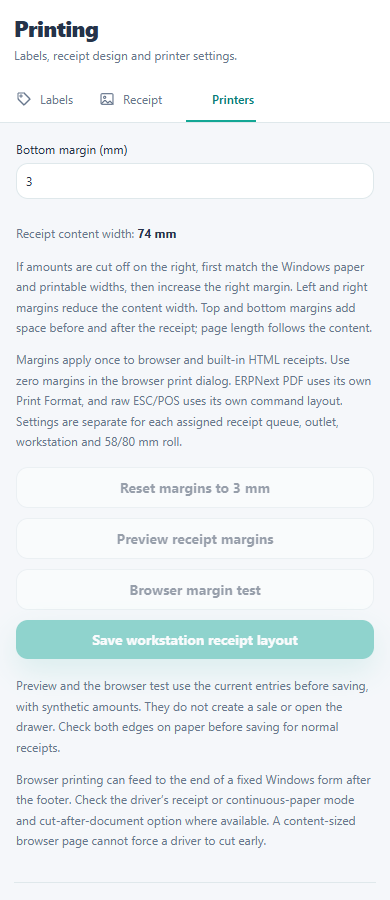 Printing
Labels, receipt design and printer settings.
Labels
Receipt
Printers
Bottom margin (mm)
3
Receipt content width: 74 mm
If amounts are cut off on the right, first match the Windows paper
and printable widths, then increase the right margin. Left and right
margins reduce the content width. Top and bottom margins add
space before and after the receipt; page length follows the content.
Margins apply once to browser and built-in HTML receipts. Use
zero margins in the browser print dialog. ERPNext PDF uses its own
Print Format, and raw ESC/POS uses its own command layout.
Settings are separate for each assigned receipt queue, outlet,
workstation and 58/80 mm roll.
Reset margins to 3 mm
Preview receipt margins
Browser margin test
Save workstation receipt layout
Preview and the browser test use the current entries before saving,
with synthetic amounts. They do not create a sale or open the
drawer. Check both edges on paper before saving for normal
receipts.
Browser printing can feed to the end of a fixed Windows form after
the footer. Check the driver's receipt or continuous-paper mode
and cut-after-document option where available. A content-sized
browser page cannot force a driver to cut early.